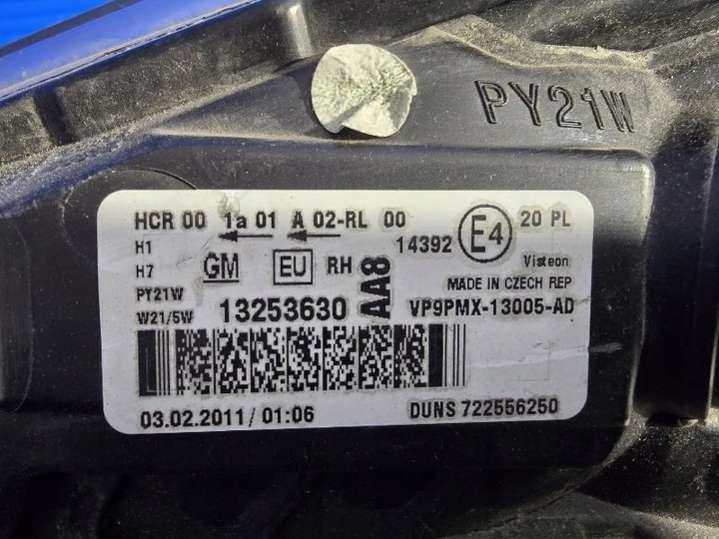 PY21W
HCR 00 1a 01 A 02-RL 00
20 PL
E4
14392
H1
H7
PY21W
W21/5W
GM
EU
RH
AA8
Visteon
MADE IN CZECH REP
13253630
VP9PMX-13005-AD
03.02.2011/ 01:06
DUNS 722556250